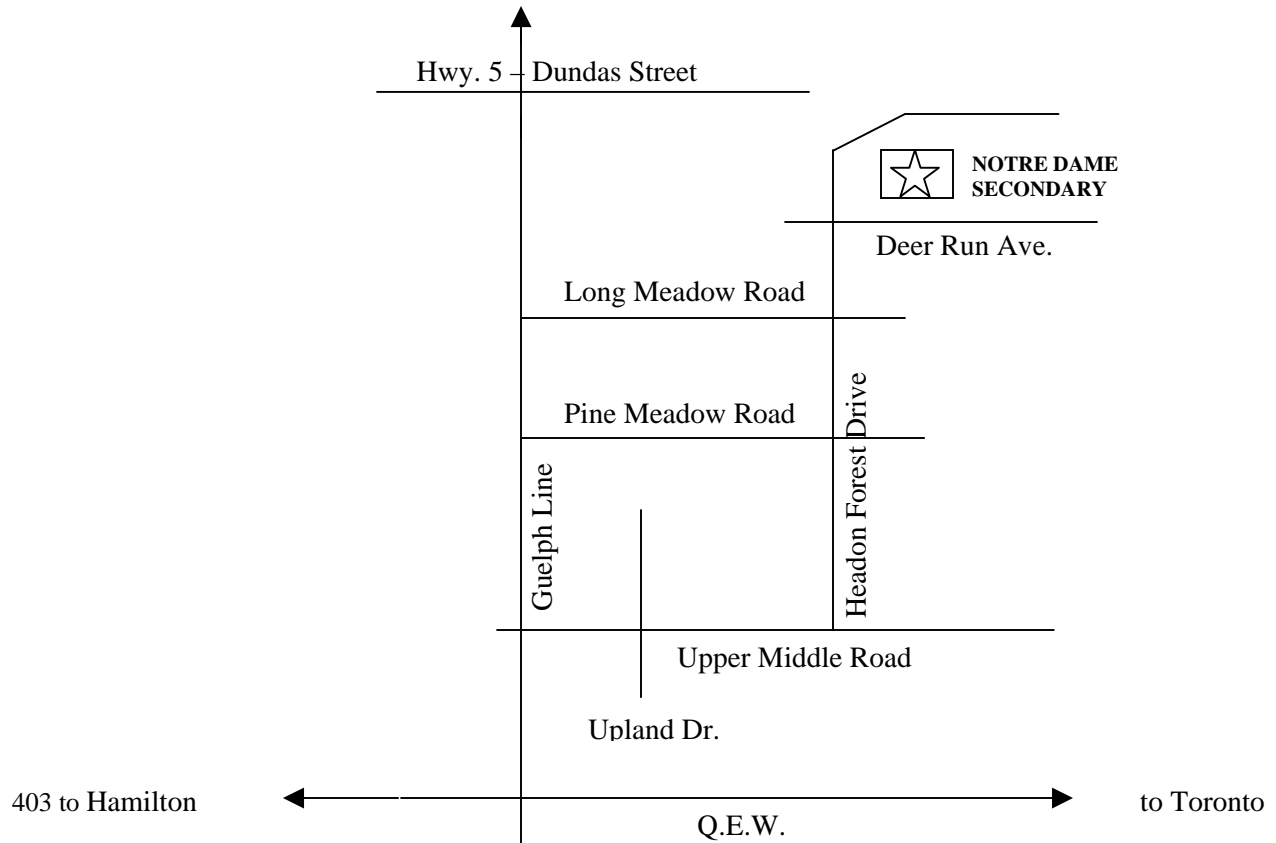 Hwy. 5 – Dundas Street
NOTRE DAME
SECONDARY
Deer Run Ave.
Long Meadow Road
Pine Meadow Road
Guelph Line
Headon Forest Drive
Upper Middle Road
Upland Dr.
403 to Hamilton
to Toronto
Q.E.W.